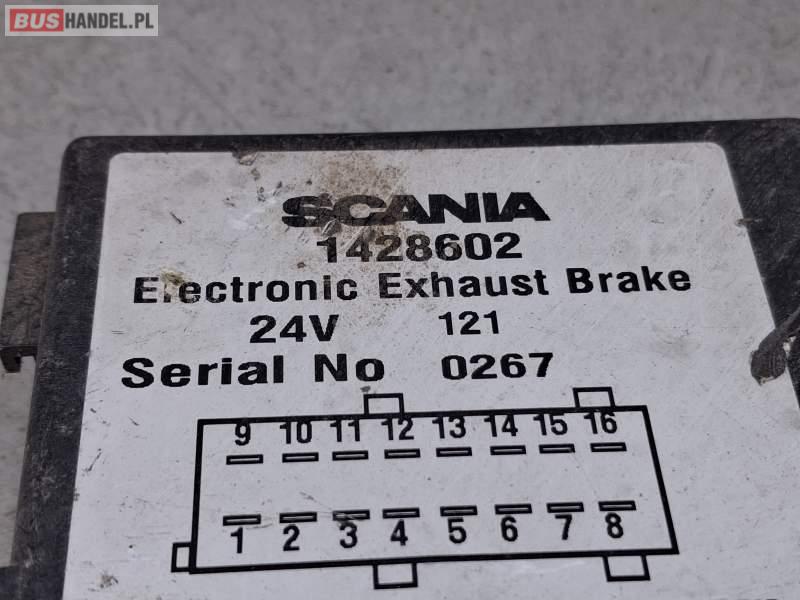 BUSHANDEL.PL
SCANIA
1428602
Electronic Exhaust Brake
24V 121
Serial No 0267
9 10 11 12 13 14 15 16
1 2 3 4 5 6 7 8